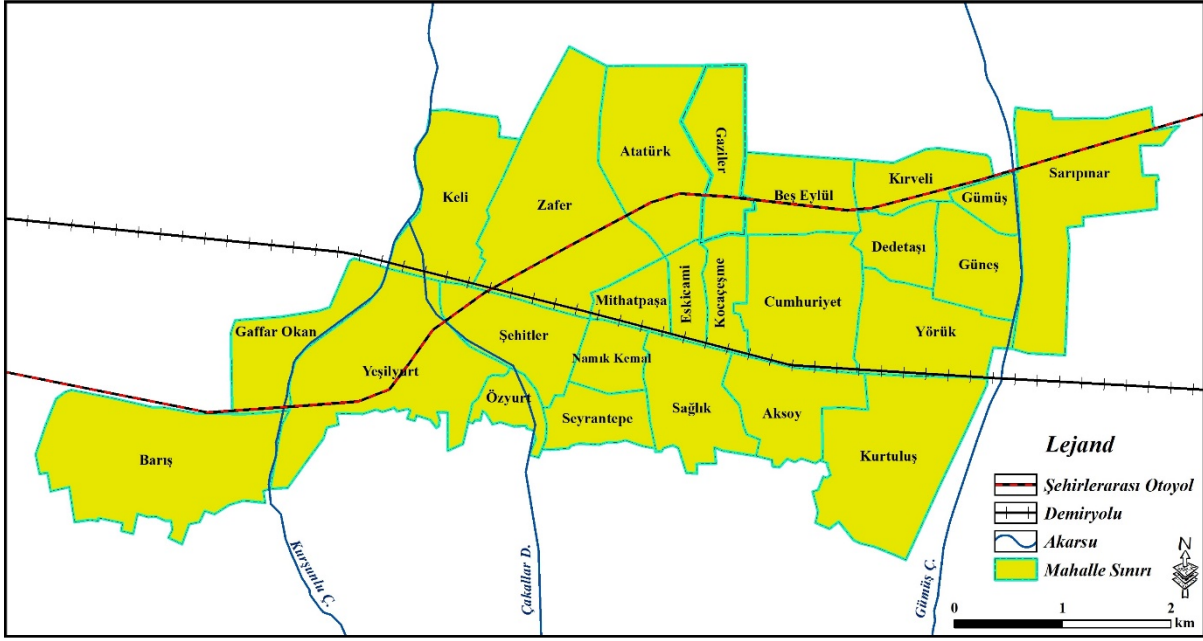 Gaziler
Atatürk
Keli
Zafer
Beş Eylül
Kırveli
Gümüş
Sarıpınar
Dedetaşı
Güneş
Mithatpaşa
Eskicami
Kocaçeşme
Cumhuriyet
Yörük
Gaffar Okan
Şehitler
Yeşilyurt
Namık Kemal
Özyurt
Seyrantepe
Sağlık
Aksoy
Barış
Kurtuluş
Kurşunlu Ç.
Çakallar D.
Gümüş Ç.
Lejand
Şehirlerarası Otoyol
Demiryolu
Akarsu
Mahalle Sınırı
N
0 1 2
km